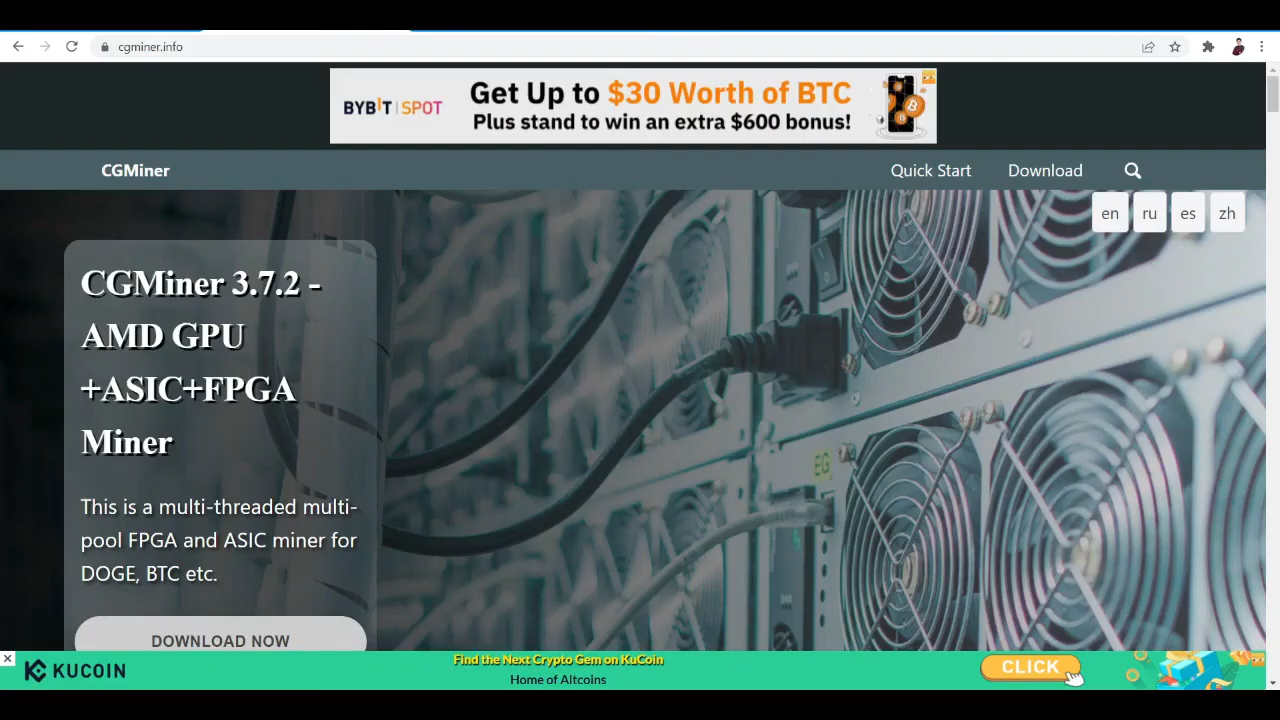 cgminer.info
BYBIT | SPOT
Get Up to $30 Worth of BTC
Plus stand to win an extra $600 bonus!
CGMiner
Quick Start
Download
en
ru
es
zh
CGMiner 3.7.2 -
AMD GPU
+ASIC+FPGA
Miner
This is a multi-threaded multi-
pool FPGA and ASIC miner for
DOGE, BTC etc.
DOWNLOAD NOW
EG
KUCOIN
Find the Next Crypto Gem on KuCoin
Home of Altcoins
CLICK